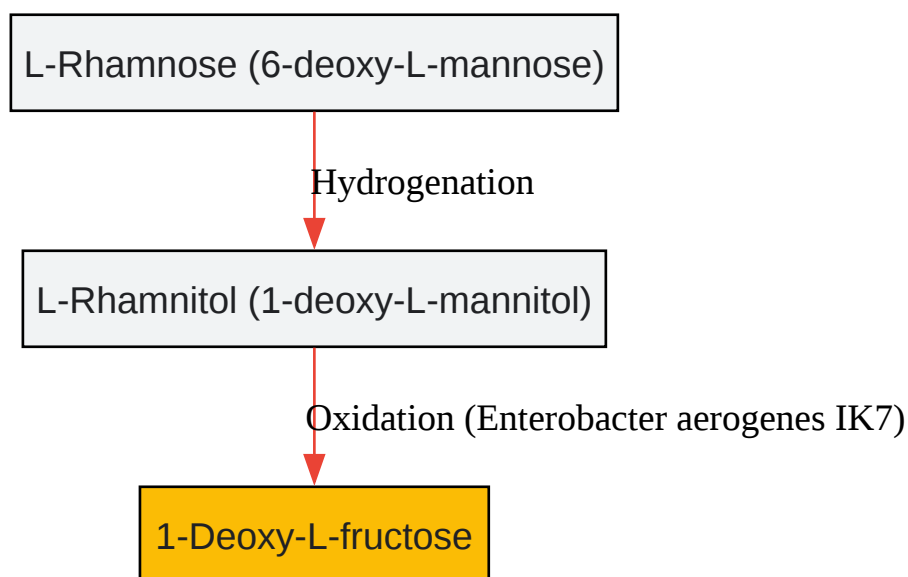 L-Rhamnose (6-deoxy-L-mannose)
Hydrogenation
L-Rhamnitol (1-deoxy-L-mannitol)
Oxidation (Enterobacter aerogenes IK7)
1-Deoxy-L-fructose